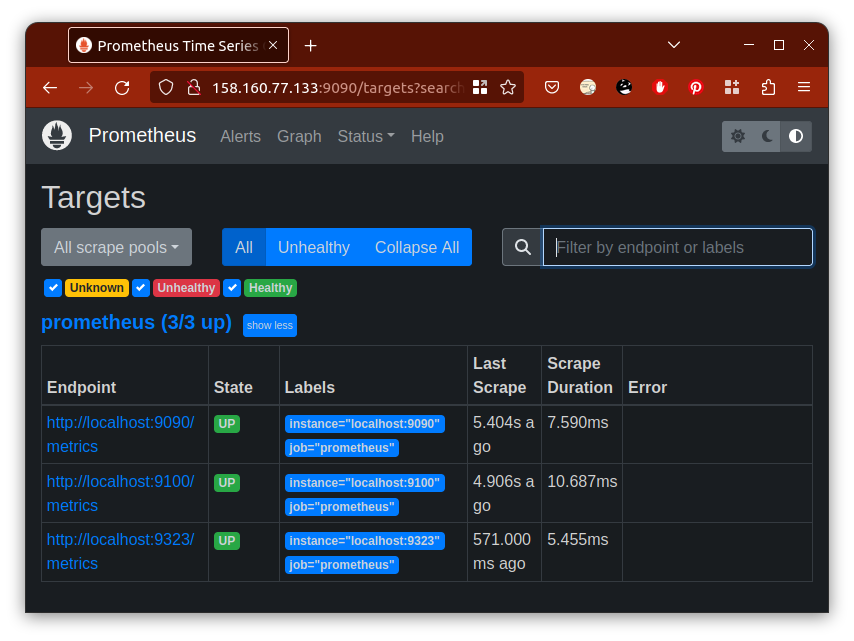 Prometheus Time Series
158.160.77.133:9090/targets?search
Prometheus Alerts Graph Status Help
Targets
All scrape pools All Unhealthy Collapse All Filter by endpoint or labels
Unknown Unhealthy Healthy
prometheus (3/3 up) show less
Last Scrape
Endpoint State Labels Scrape Duration Error
http://localhost:9090/ UP instance="localhost:9090" 5.404s a 7.590ms
metrics job="prometheus" go
http://localhost:9100/ UP instance="localhost:9100" 4.906s a 10.687ms
metrics job="prometheus" go
http://localhost:9323/ UP instance="localhost:9323" 571.000 5.455ms
metrics job="prometheus" ms ago